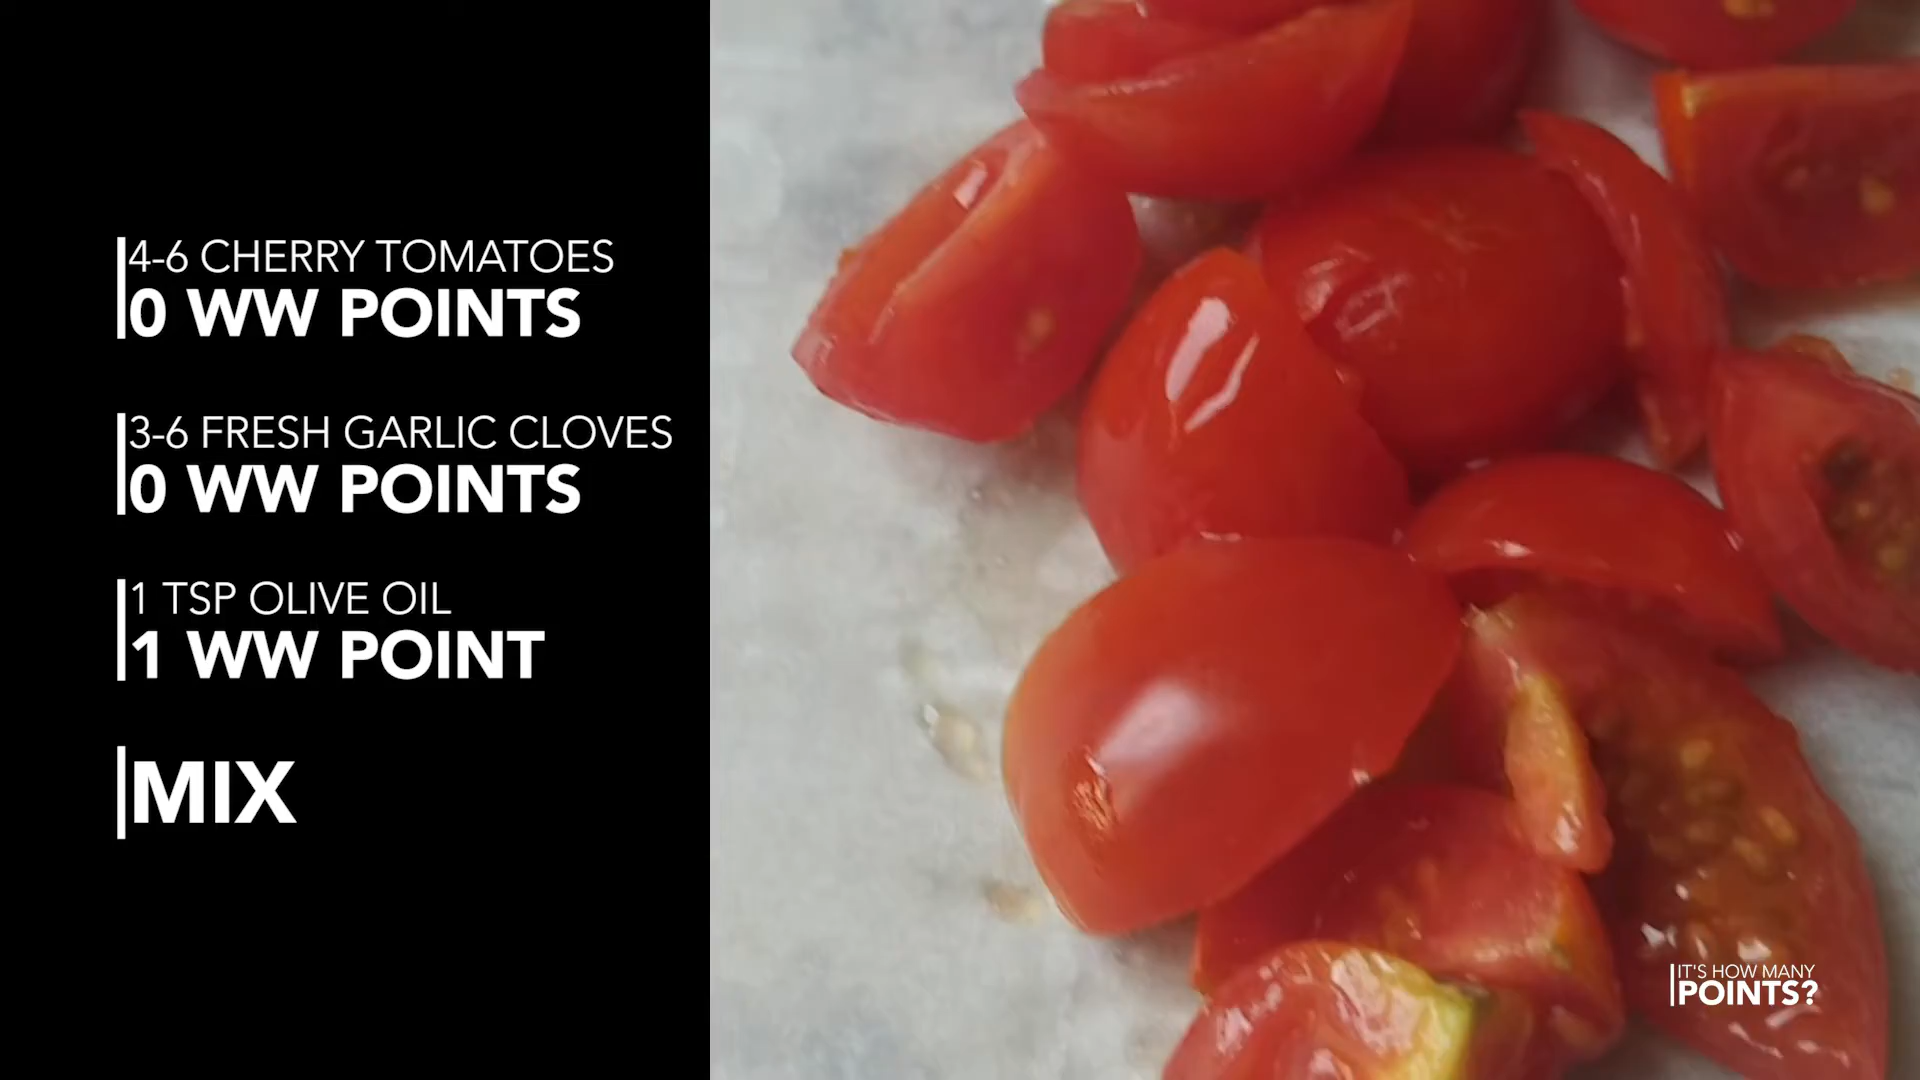 4-6 CHERRY TOMATOES
0 WW POINTS
3-6 FRESH GARLIC CLOVES
0 WW POINTS
1 TSP OLIVE OIL
1 WW POINT
MIX
IT'S HOW MANY
POINTS?